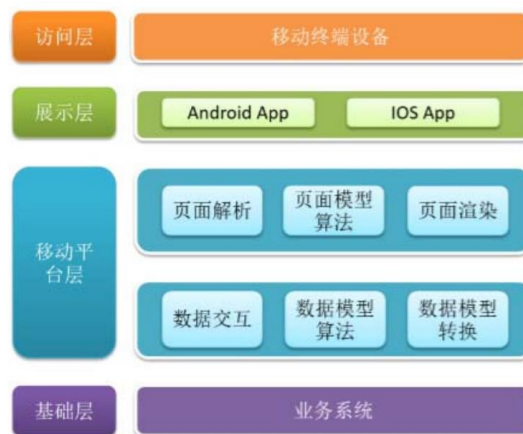 访问层
移动终端设备
展示层
Android App
IOS App
移动平
台层
页面解析
页面模型
算法
页面渲染
数据交互
数据模型
算法
数据模型
转换
基础层
业务系统